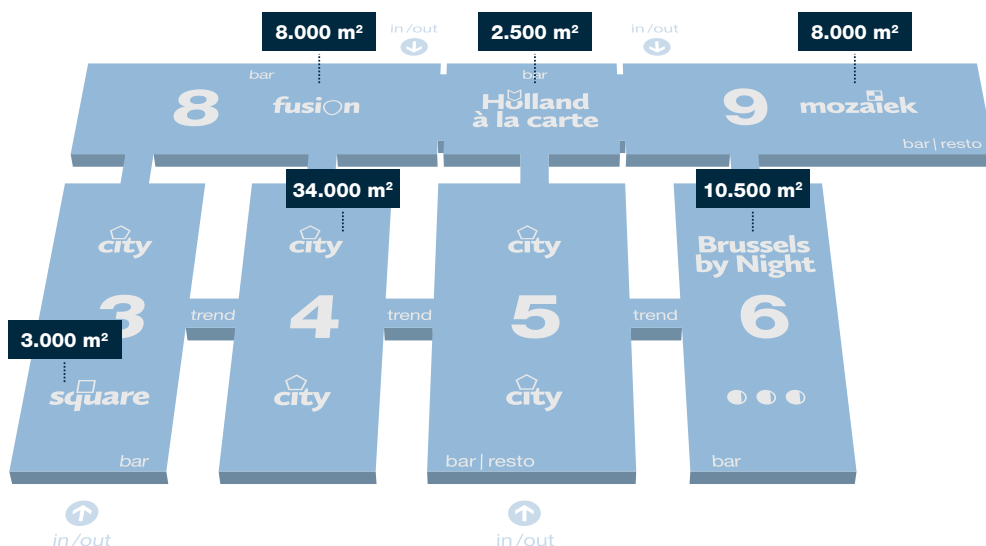 8.000 m²
in/out
2.500 m²
in/out
8.000 m²
bar
bar
8
fusion
Holland
à la carte
9
mozaïek
bar | resto
34.000 m²
10.500 m²
city
city
city
Brussels
by Night
3
trend
4
trend
5
trend
6
3.000 m²
square
city
city
bar
bar | resto
bar
in/out
in/out